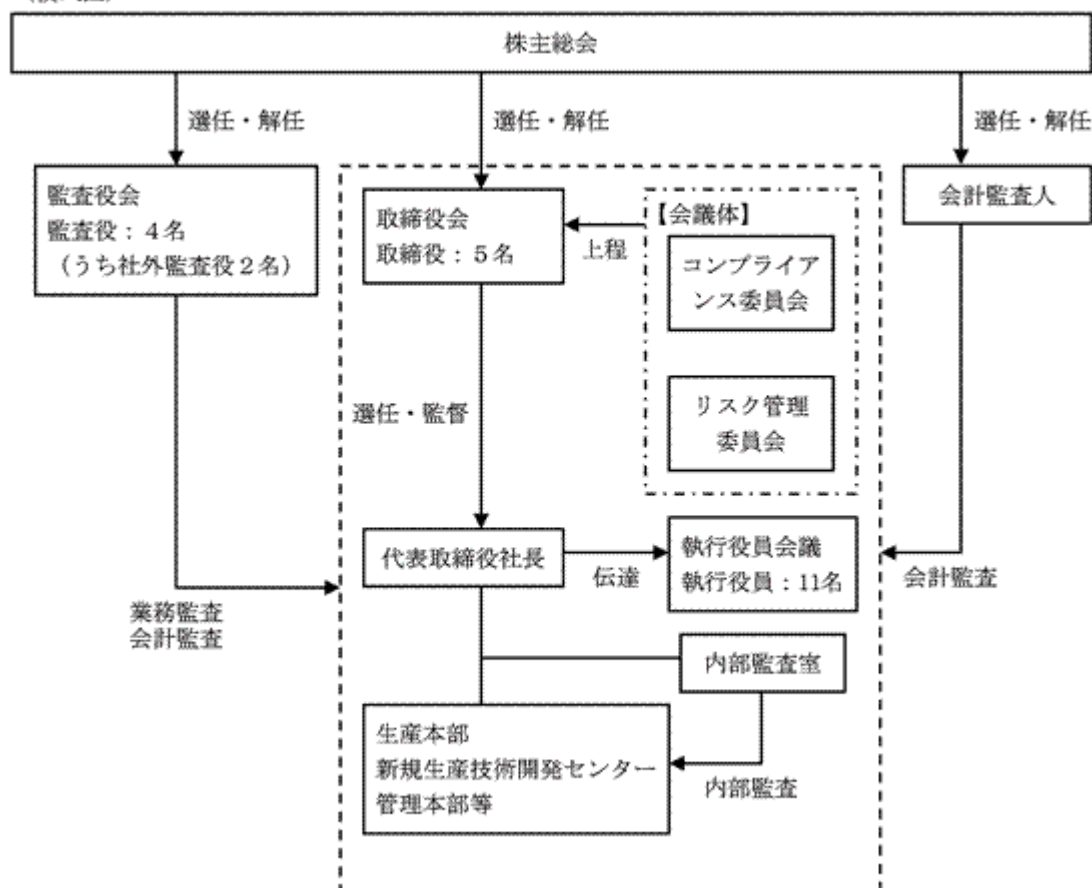 株主総会
選任・解任
選任・解任
選任・解任
監査役会
監査役：４名
（うち社外監査役２名）
取締役会
取締役：５名
上程
【会議体】
コンプライア
ンス委員会
リスク管理
委員会
会計監査人
選任・監督
代表取締役社長
伝達
執行役員会議
執行役員：11名
会計監査
業務監査
会計監査
内部監査室
生産本部
新規生産技術開発センター
管理本部等
内部監査